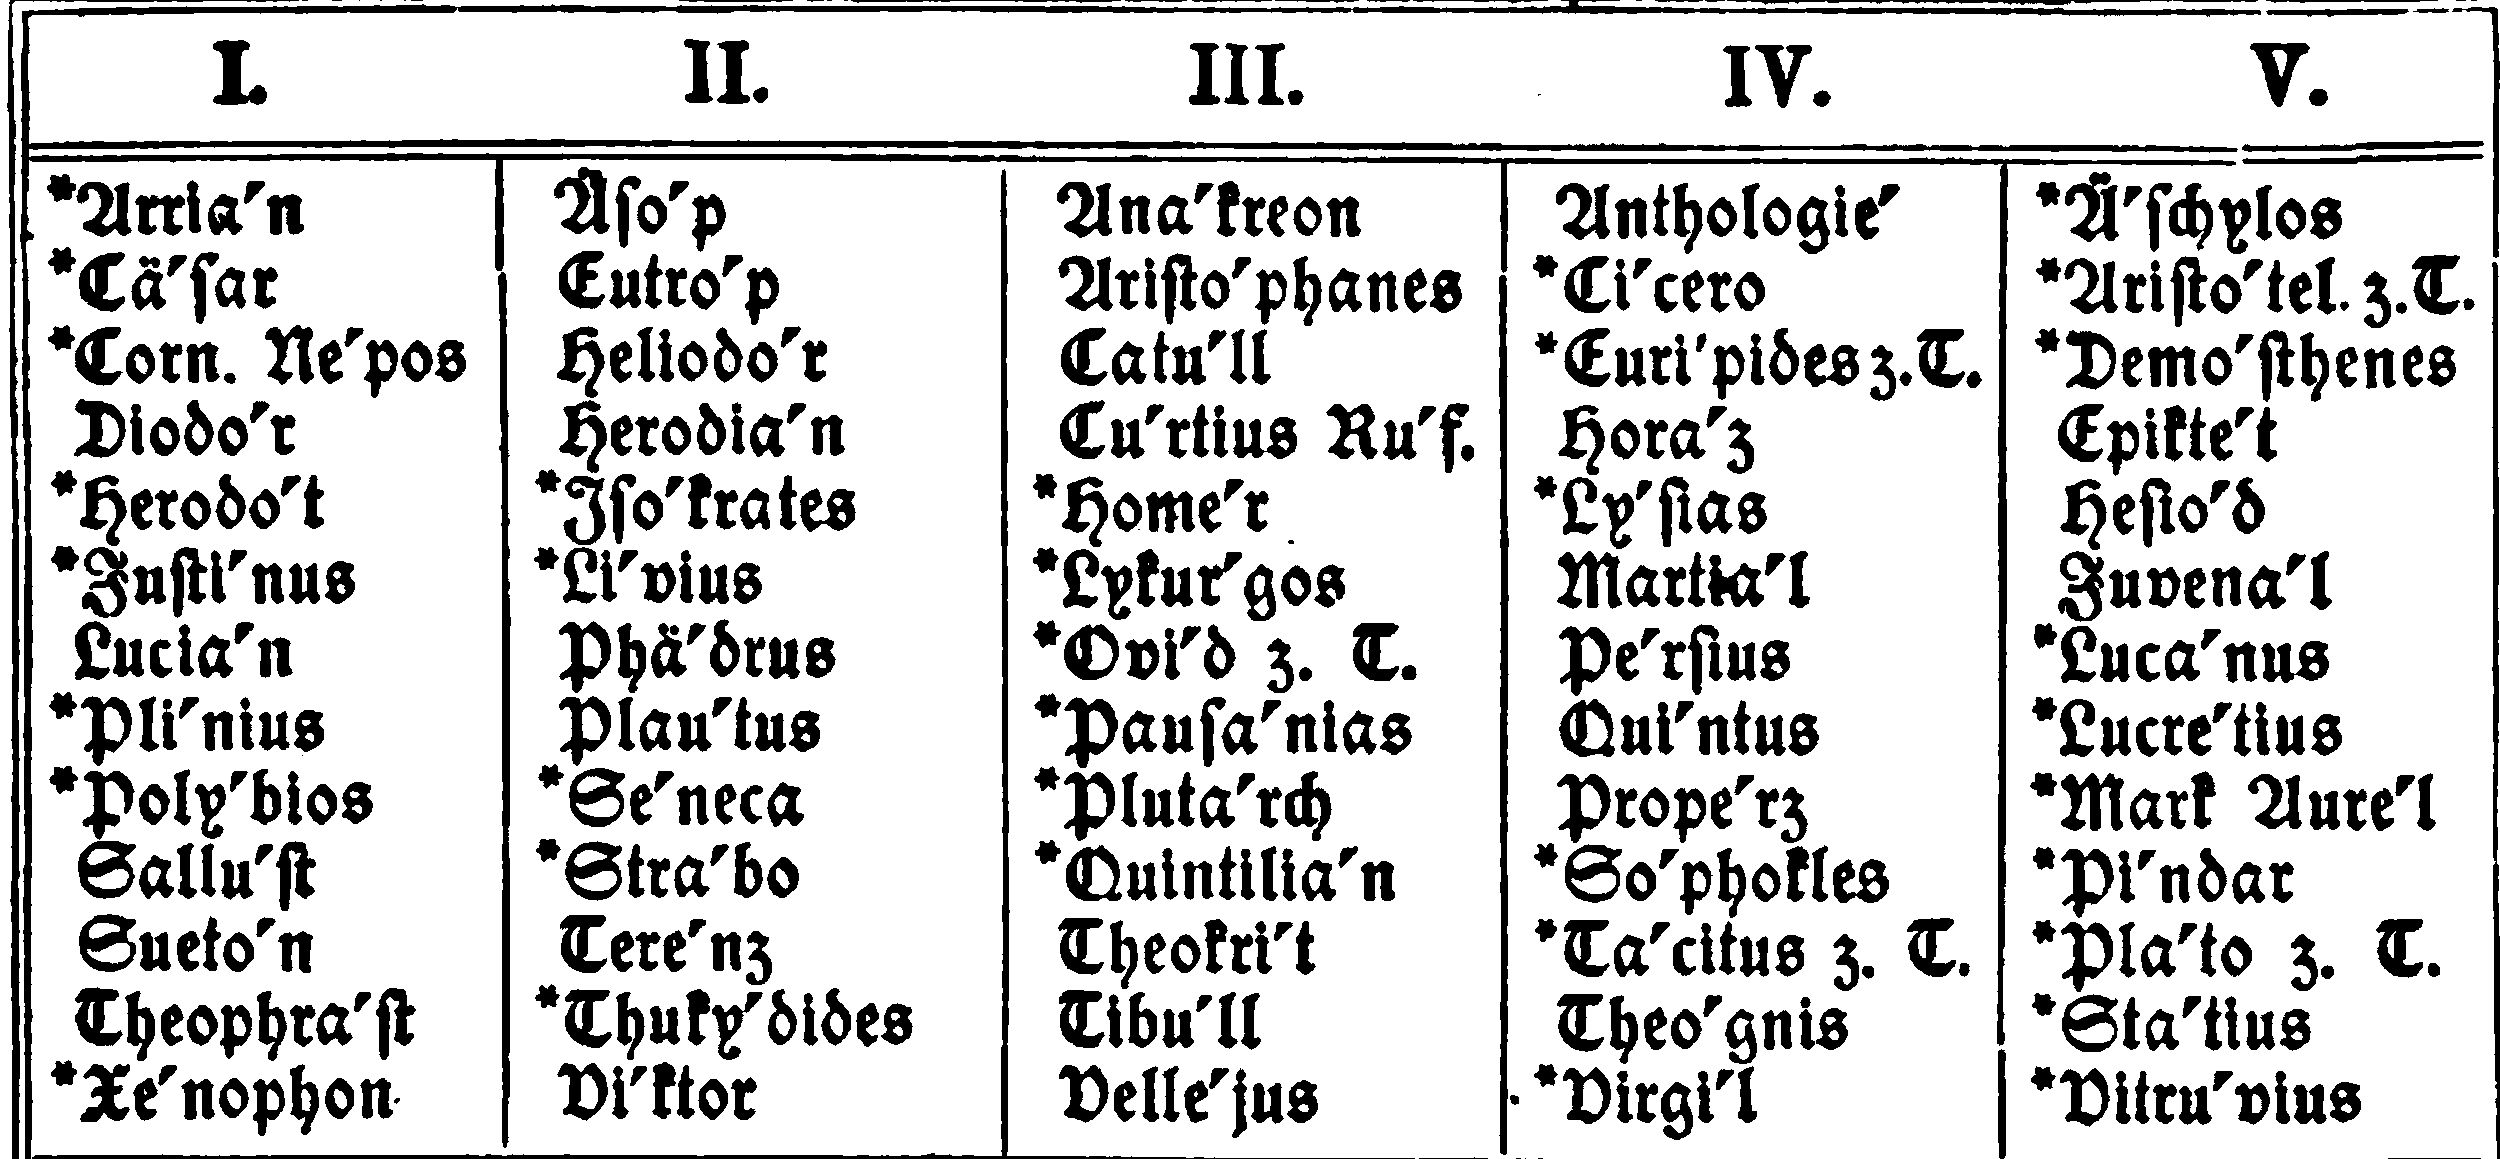 I. II. III. IV. V.
*Arria´n Äso´p Ana´kreon Anthologie´ *Ä´schylos
*Cä´sar Eutro´p Aristo´phanes *Ci´cero *Aristo´tel. z.T.
*Corn. Ne´pos Heliodo´r Catu´ll *Euri´pides z.T. *Demo´sthenes
Diodo´r Herodia´n Cu´rtius Ru´f. Hora´z Epikte´t
*Herodo´t *Iso´krates *Home´r *Ly´sias Hesio´d
*Justi´nus *Li´vius *Lykur´gos Martia´l Juvena´l
Lucia´n Phä´drus *Ovi´d z. T. Pe´rsius *Luca´nus
*Pli´nius Plau´tus *Pausa´nias Qui´ntus *Lucre´tius
*Poly´bios *Se´neca *Pluta´rch Prope´rz *Mark Aure´l
Sallu´st *Stra´bo *Quintilia´n *So´phokles *Pi´ndar
Sueto´n Tere´nz Theokri´t *Ta´citus z. T. *Pla´to z. T.
Theophra´st *Thuky´dides Tibu´ll Theo´gnis *Sta´tius
*Xe´nophon Vi´ktor Velle´jus *Virgi´l *Vitru´vius